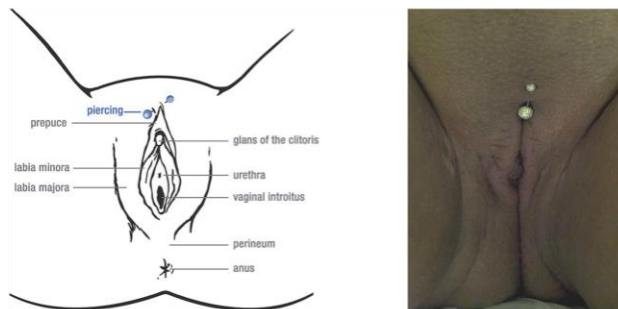 piercing
prepuce
glans of the clitoris
labia minora
urethra
labia majora
vaginal introitus
perineum
anus